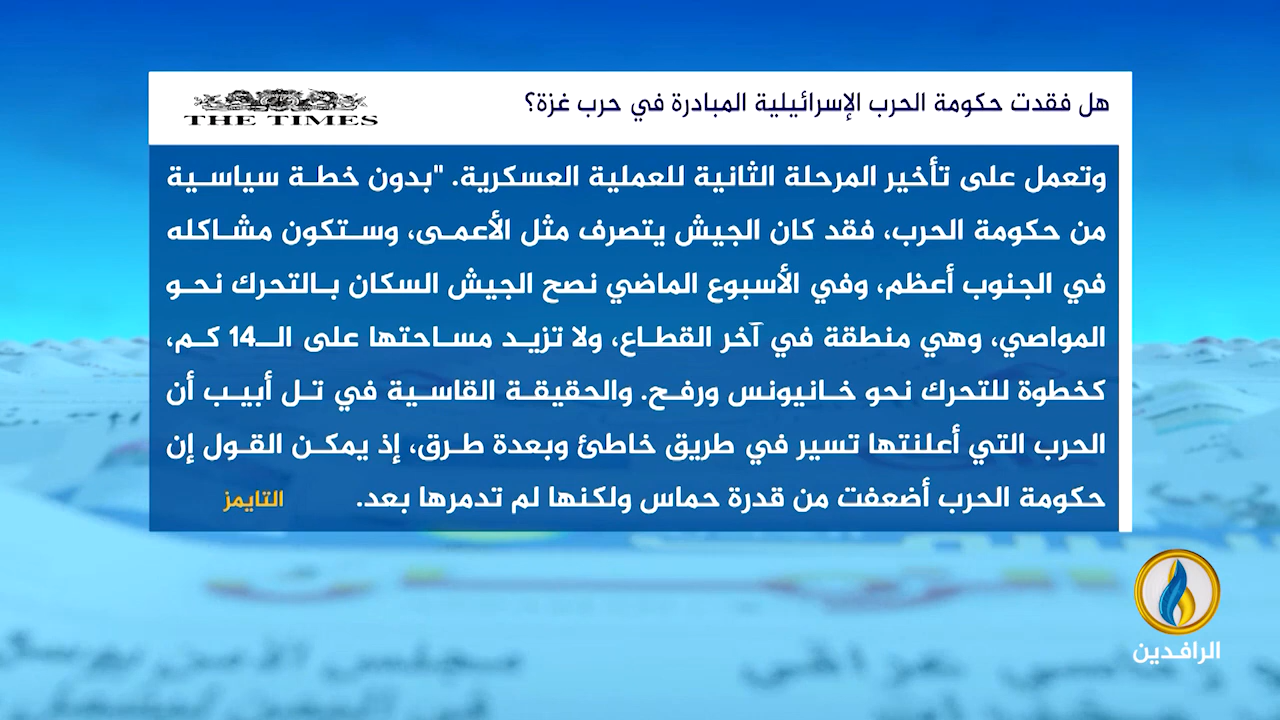 هل فقدت حكومة الحرب الإسرائيلية المبادرة في حرب غزة؟
THE TIMES
وتعمل على تأخير المرحلة الثانية للعملية العسكرية. "بدون خطة سياسية
من حكومة الحرب، فقد كان الجيش يتصرف مثل الأعمى، وستكون مشاكله
في الجنوب أعظم، وفي الأسبوع الماضي نصح الجيش السكان بالتحرك نحو
المواصي، وهي منطقة في آخر القطاع، ولا تزيد مساحتها على الـ14 كم،
كخطوة للتحرك نحو خانيونس ورفح. والحقيقة القاسية في تل أبيب أن
الحرب التي أعلنتها تسير في طريق خاطئ وبعدة طرق، إذ يمكن القول إن
حكومة الحرب أضعفت من قدرة حماس ولكنها لم تدمرها بعد.
التايمز
الرافدين
مجلس الأمن